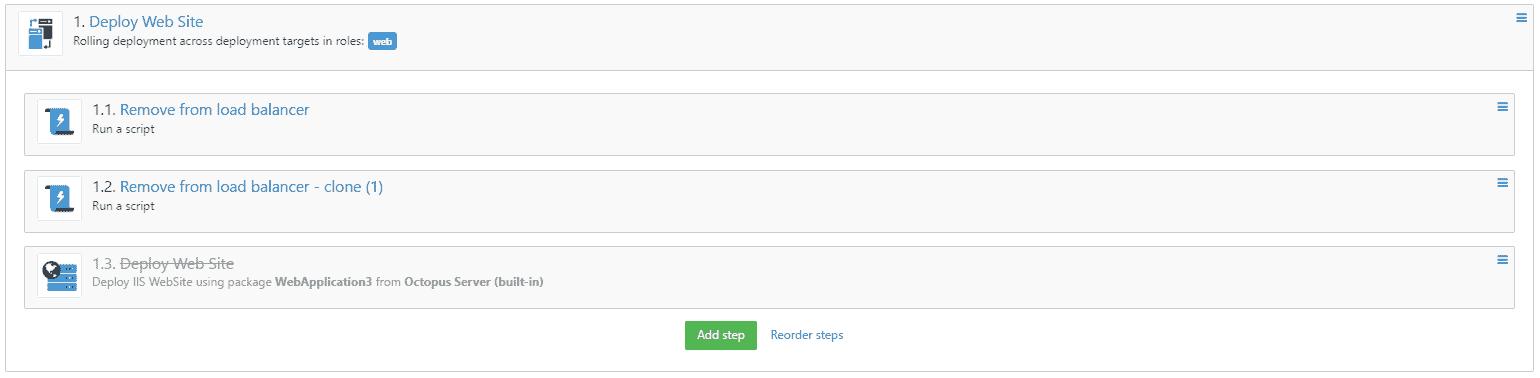 1. Deploy Web Site
Rolling deployment across deployment targets in roles: web
1.1. Remove from load balancer
Run a script
1.2. Remove from load balancer - clone (1)
Run a script
1.3. Deploy Web Site
Deploy IIS WebSite using package WebApplication3 from Octopus Server (built-in)
Add step Reorder steps